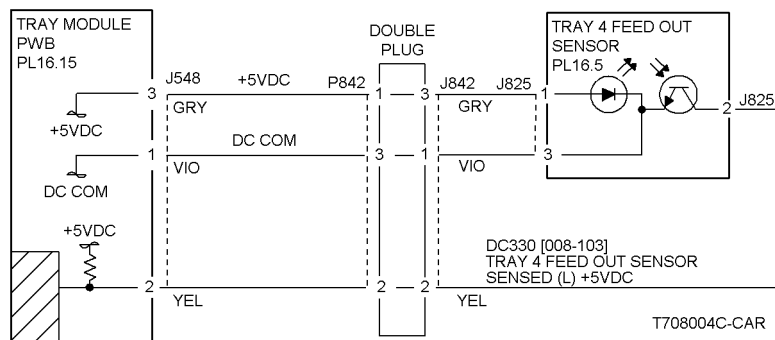 TRAY MODULE
PWB
PL16.15
DOUBLE
PLUG
TRAY 4 FEED OUT
SENSOR
PL16.5
3 J548 +5VDC P842 1 3 J842 J825 1
GRY GRY
2 J825
+5VDC
1 DC COM 3 1 3
VIO VIO
DC COM
+5VDC
DC330 [008-103]
TRAY 4 FEED OUT SENSOR
SENSED (L) +5VDC
2 2 2
YEL YEL
T708004C-CAR